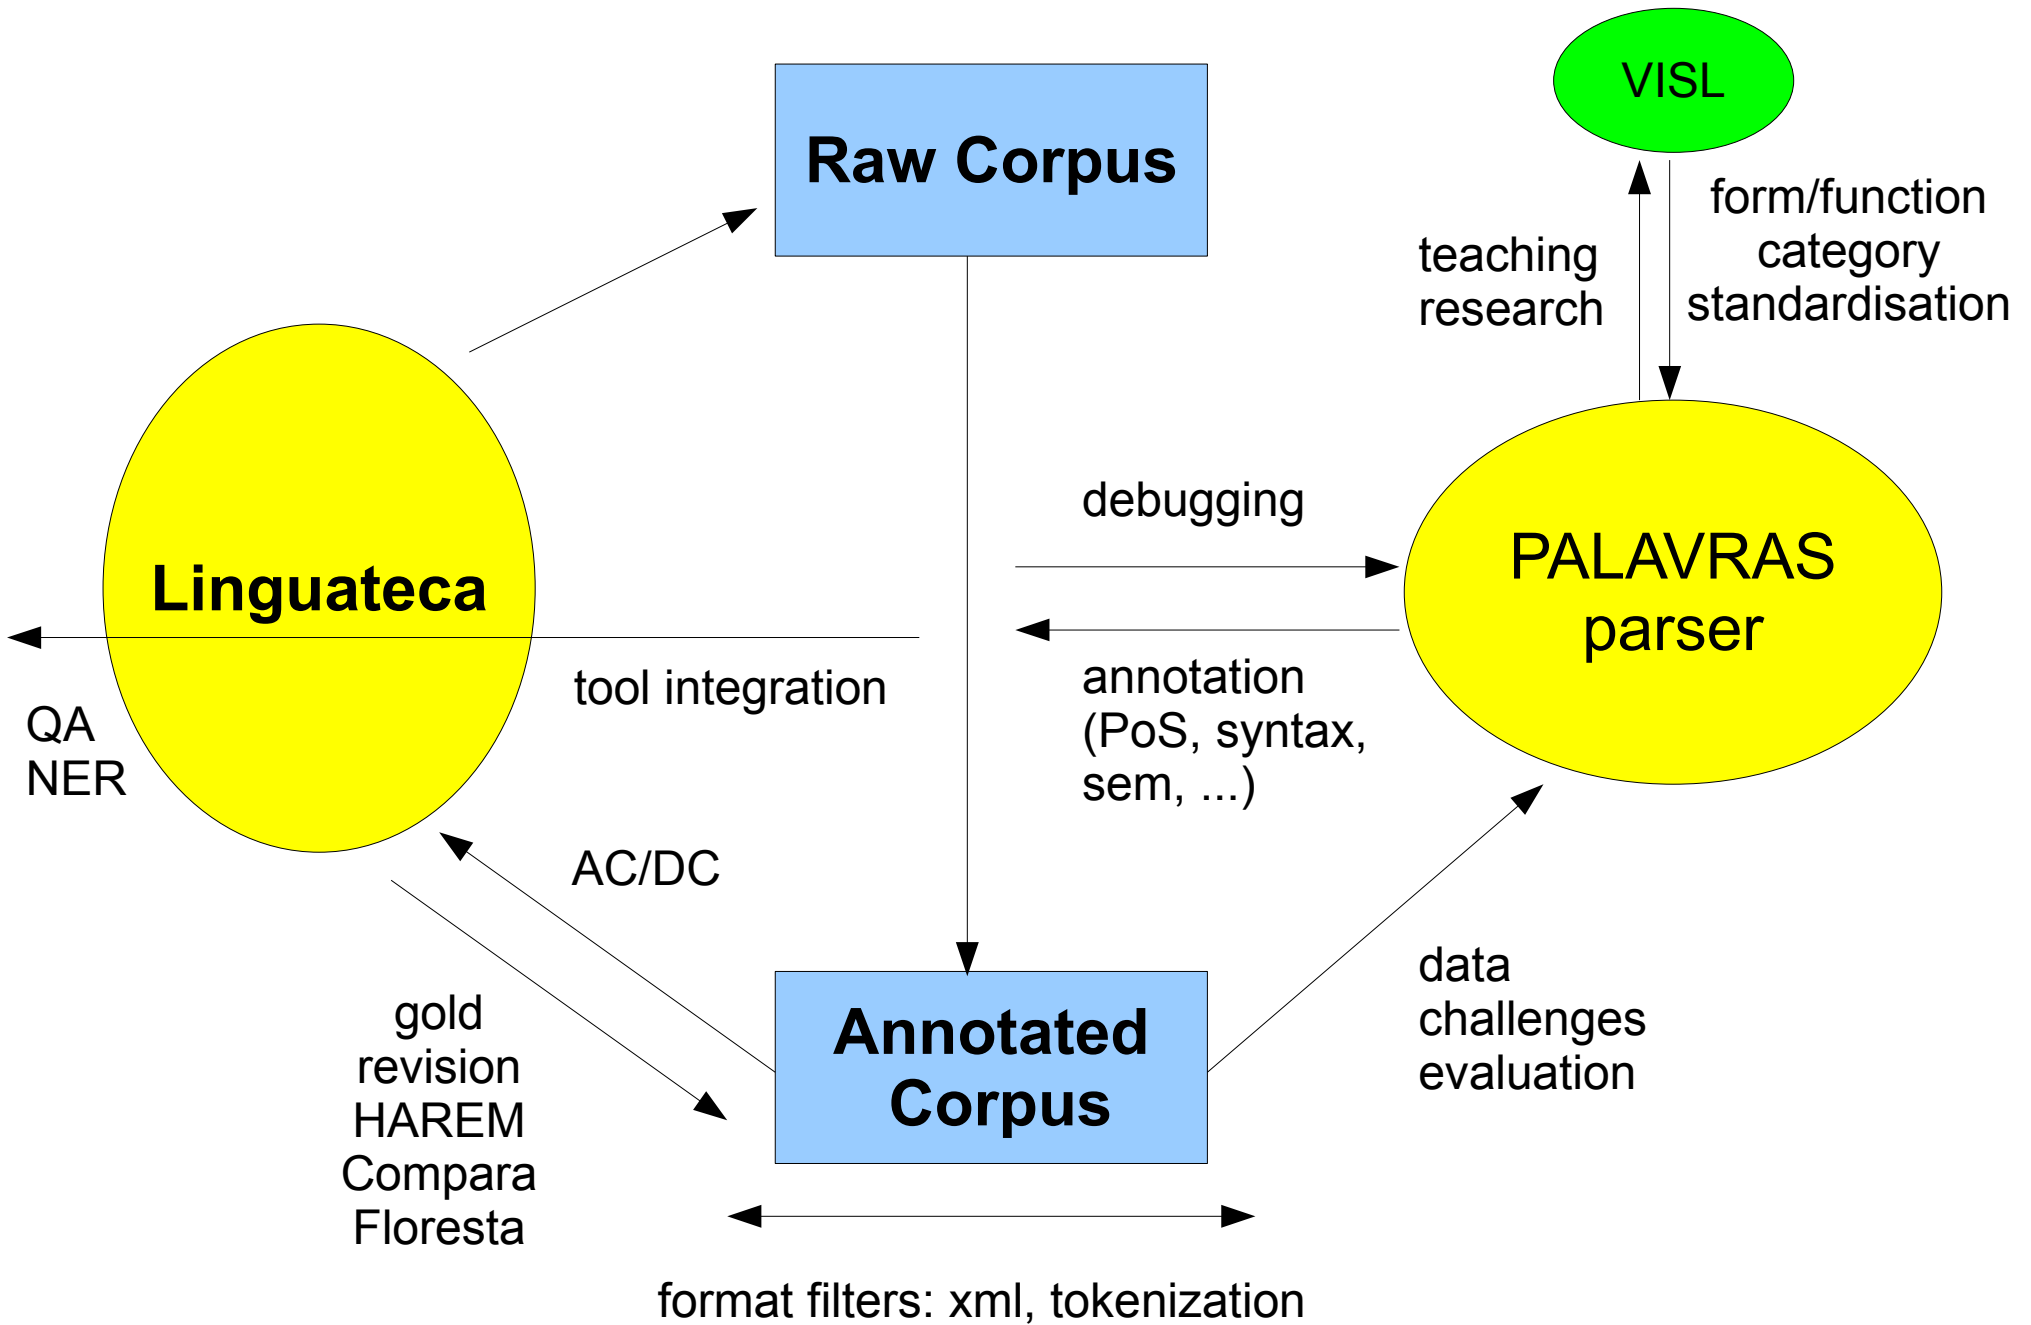 VISL
Raw Corpus
form/function
category
standardisation
teaching
research
debugging
PALAVRAS
parser
Linguateca
tool integration
annotation
(PoS, syntax,
sem, ...)
QA
NER
AC/DC
data
challenges
evaluation
gold
revision
HAREM
Compara
Floresta
Annotated
Corpus
format filters: xml, tokenization